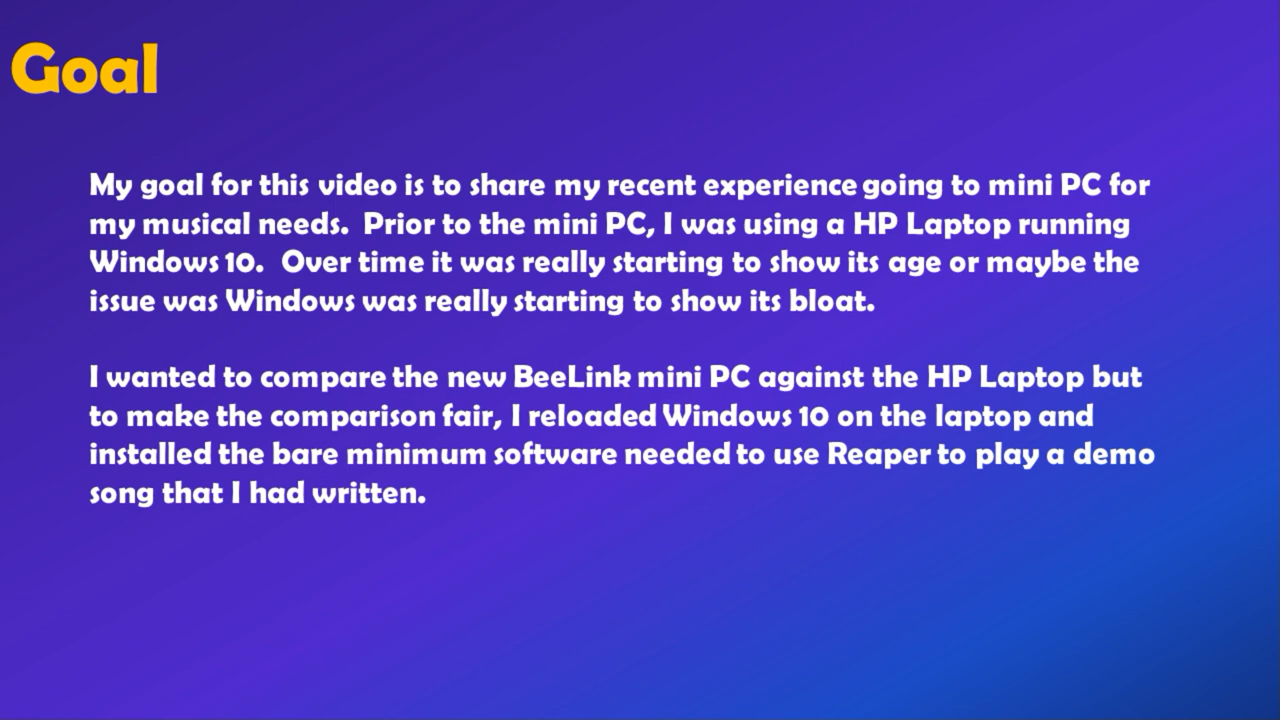 Goal
My goal for this video is to share my recent experience going to mini PC for
my musical needs.  Prior to the mini PC, I was using a HP Laptop running
Windows 10.  Over time it was really starting to show its age or maybe the
issue was Windows was really starting to show its bloat.
I wanted to compare the new BeeLink mini PC against the HP Laptop but
to make the comparison fair, I reloaded Windows 10 on the laptop and
installed the bare minimum software needed to use Reaper to play a demo
song that I had written.